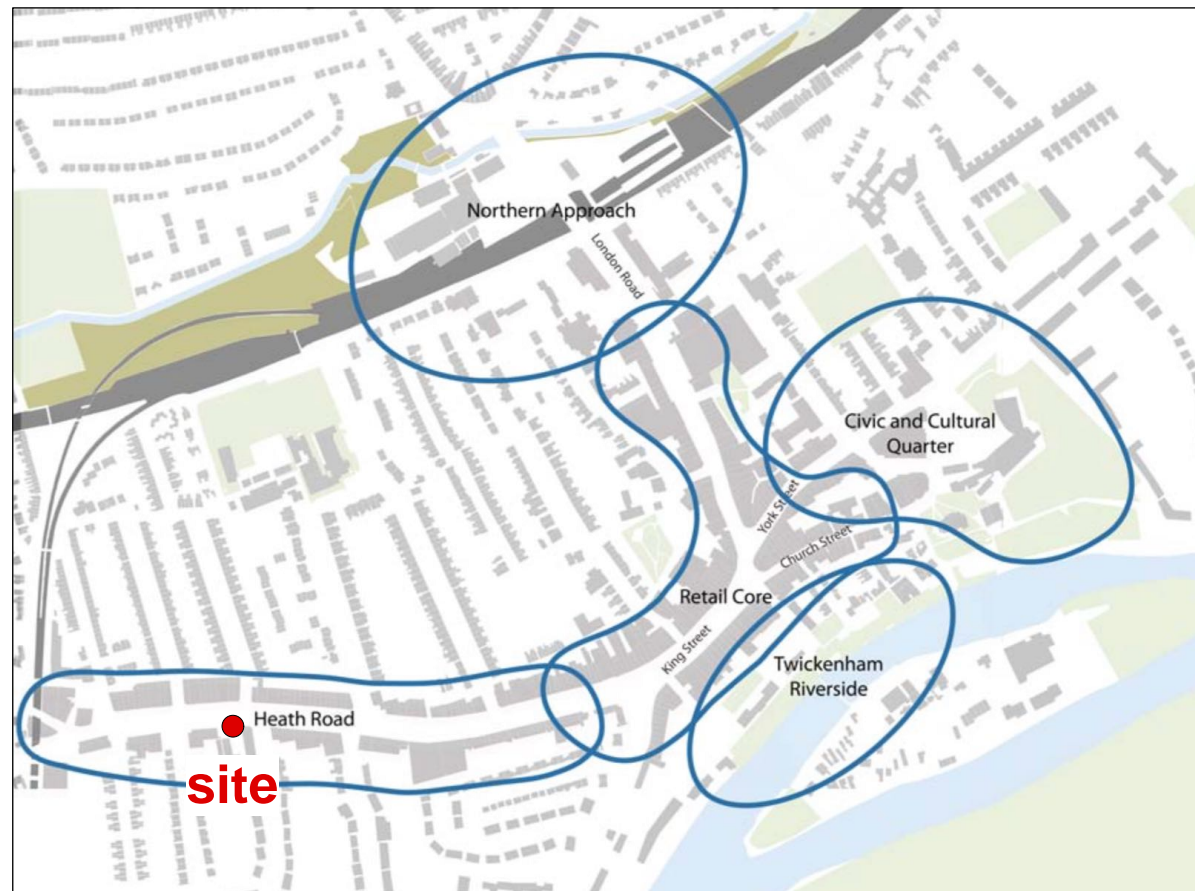 Northern Approach
London Road
Civic and Cultural
Quarter
York Street
Church Street
Retail Core
King Street
Twickenham
Riverside
Heath Road
site